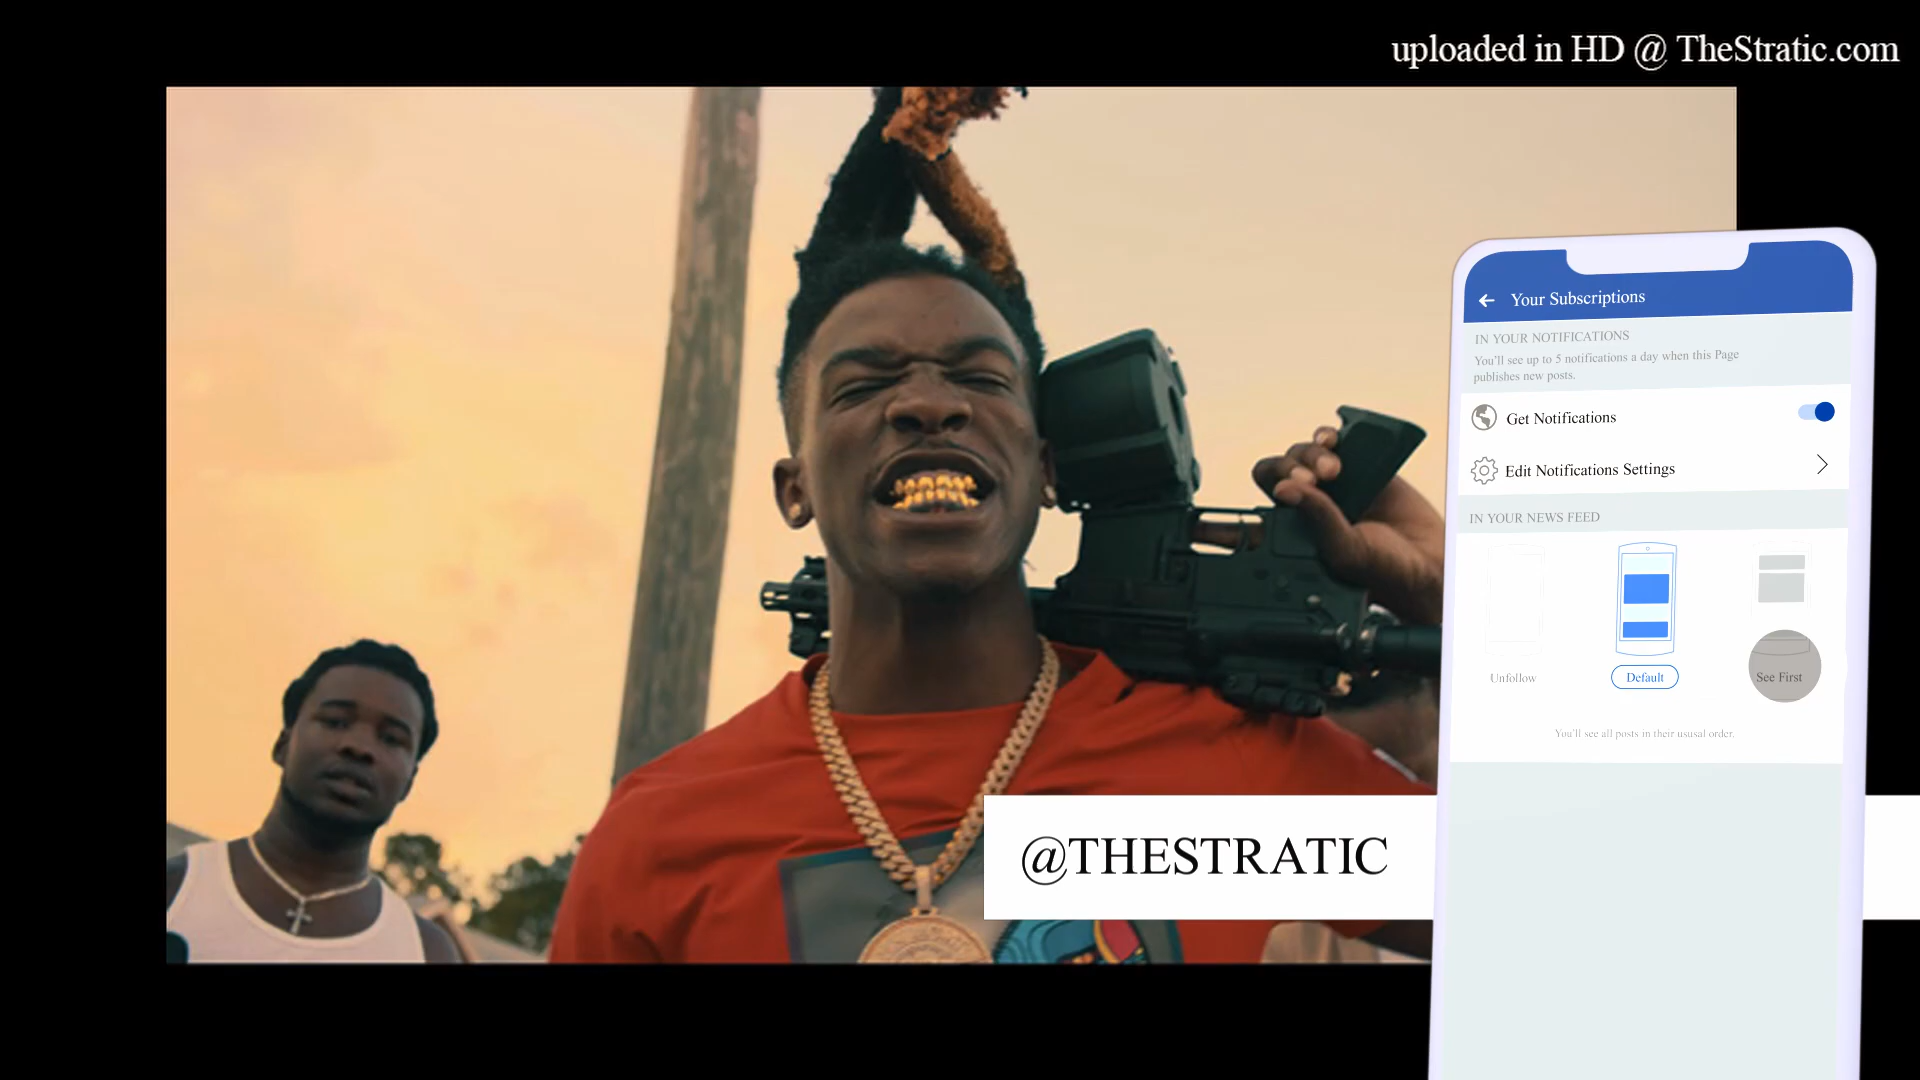 uploaded in HD @ TheStratic.com
Your Subscriptions
IN YOUR NOTIFICATIONS
You'll see up to 5 notifications a day when this Page
publishes new posts.
Get Notifications
Edit Notifications Settings
IN YOUR NEWS FEED
Unfollow
Default
See First
You'll see all posts in their ususal order.
@THESTRATIC